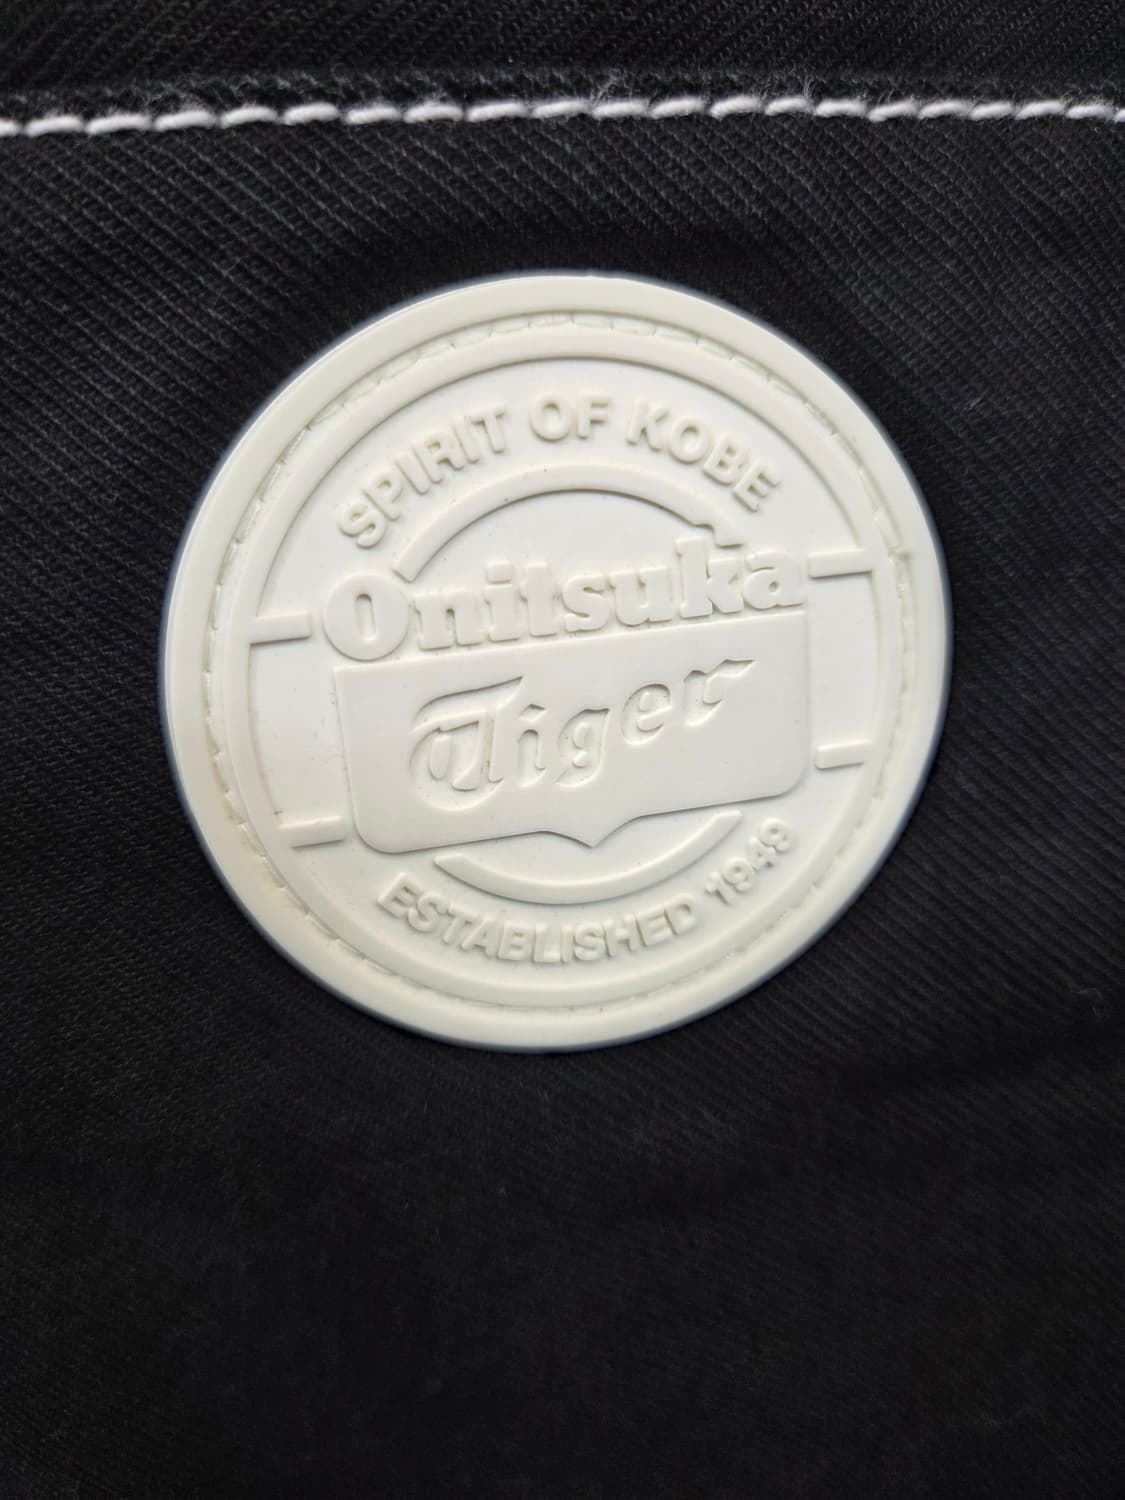 SPIRIT OF KOBE
Onitsuka
Tiger
ESTABLISHED 1949